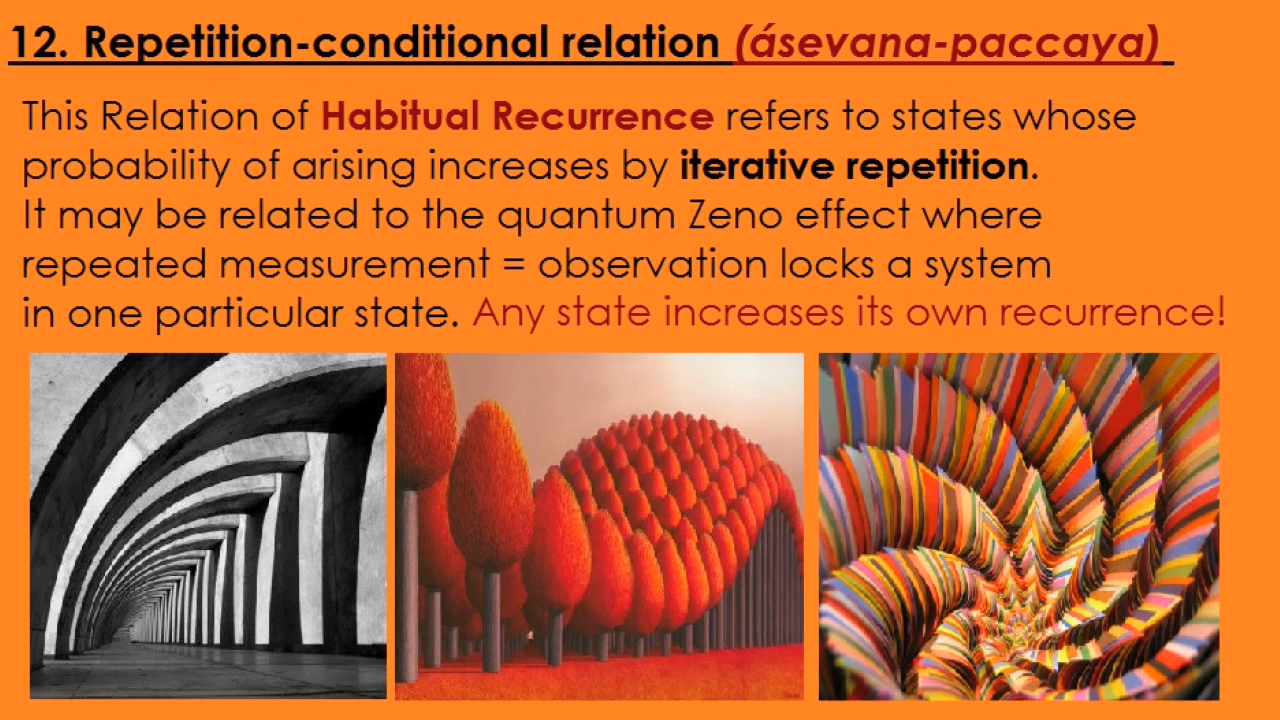 12. Repetition-conditional relation (ásevana-paccaya)
This Relation of Habitual Recurrence refers to states whose
probability of arising increases by iterative repetition.
It may be related to the quantum Zeno effect where
repeated measurement = observation locks a system
in one particular state. Any state increases its own recurrence!